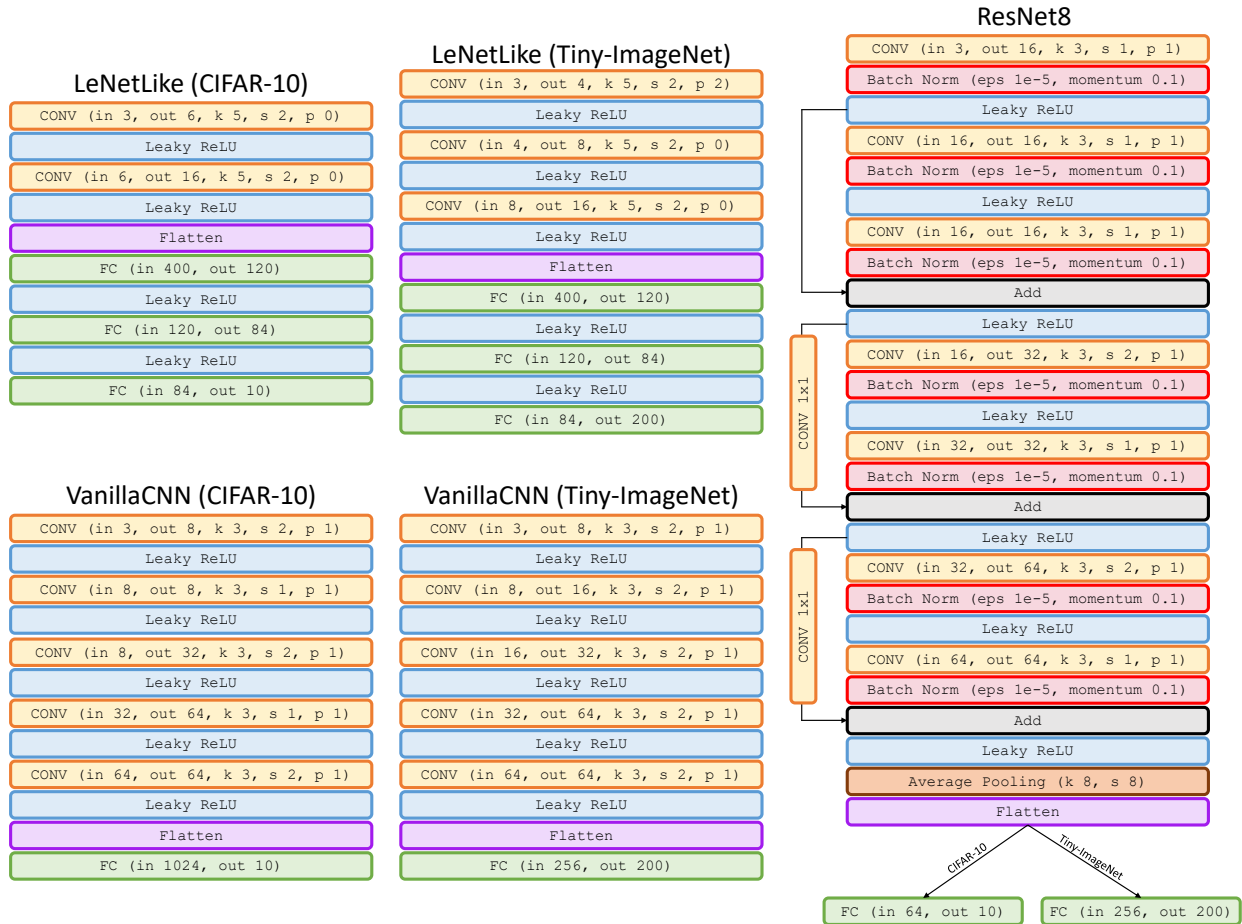 LeNetLike (CIFAR-10)
CONV (in 3, out 6, k 5, s 2, p 0)
Leaky ReLU
CONV (in 6, out 16, k 5, s 2, p 0)
Leaky ReLU
Flatten
FC (in 400, out 120)
Leaky ReLU
FC (in 120, out 84)
Leaky ReLU
FC (in 84, out 10)
LeNetLike (Tiny-ImageNet)
CONV (in 3, out 4, k 5, s 2, p 2)
Leaky ReLU
CONV (in 4, out 8, k 5, s 2, p 0)
Leaky ReLU
CONV (in 8, out 16, k 5, s 2, p 0)
Leaky ReLU
Flatten
FC (in 400, out 120)
Leaky ReLU
FC (in 120, out 84)
Leaky ReLU
FC (in 84, out 200)
VanillaCNN (CIFAR-10)
CONV (in 3, out 8, k 3, s 2, p 1)
Leaky ReLU
CONV (in 8, out 8, k 3, s 1, p 1)
Leaky ReLU
CONV (in 8, out 32, k 3, s 2, p 1)
Leaky ReLU
CONV (in 32, out 64, k 3, s 1, p 1)
Leaky ReLU
CONV (in 64, out 64, k 3, s 2, p 1)
Leaky ReLU
Flatten
FC (in 1024, out 10)
VanillaCNN (Tiny-ImageNet)
CONV (in 3, out 8, k 3, s 2, p 1)
Leaky ReLU
CONV (in 8, out 16, k 3, s 2, p 1)
Leaky ReLU
CONV (in 16, out 32, k 3, s 2, p 1)
Leaky ReLU
CONV (in 32, out 64, k 3, s 2, p 1)
Leaky ReLU
CONV (in 64, out 64, k 3, s 2, p 1)
Leaky ReLU
Flatten
FC (in 256, out 200)
ResNet8
CONV (in 3, out 16, k 3, s 1, p 1)
Batch Norm (eps 1e-5, momentum 0.1)
Leaky ReLU
CONV (in 16, out 16, k 3, s 1, p 1)
Batch Norm (eps 1e-5, momentum 0.1)
Leaky ReLU
CONV (in 16, out 16, k 3, s 1, p 1)
Batch Norm (eps 1e-5, momentum 0.1)
Add
Leaky ReLU
CONV (in 16, out 32, k 3, s 2, p 1)
Batch Norm (eps 1e-5, momentum 0.1)
Leaky ReLU
CONV (in 32, out 32, k 3, s 1, p 1)
Batch Norm (eps 1e-5, momentum 0.1)
CONV 1x1
Add
Leaky ReLU
CONV (in 32, out 64, k 3, s 2, p 1)
Batch Norm (eps 1e-5, momentum 0.1)
Leaky ReLU
CONV (in 64, out 64, k 3, s 1, p 1)
Batch Norm (eps 1e-5, momentum 0.1)
CONV 1x1
Add
Leaky ReLU
Average Pooling (k 8, s 8)
Flatten
CIFAR-10
Tiny-ImageNet
FC (in 64, out 10)
FC (in 256, out 200)